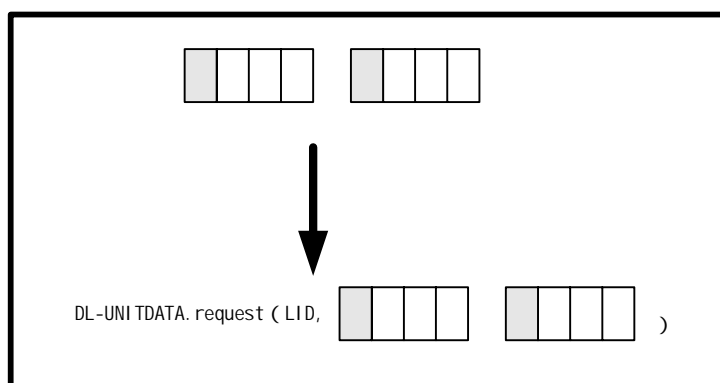 DL-UNITDATA.request ( LID, )